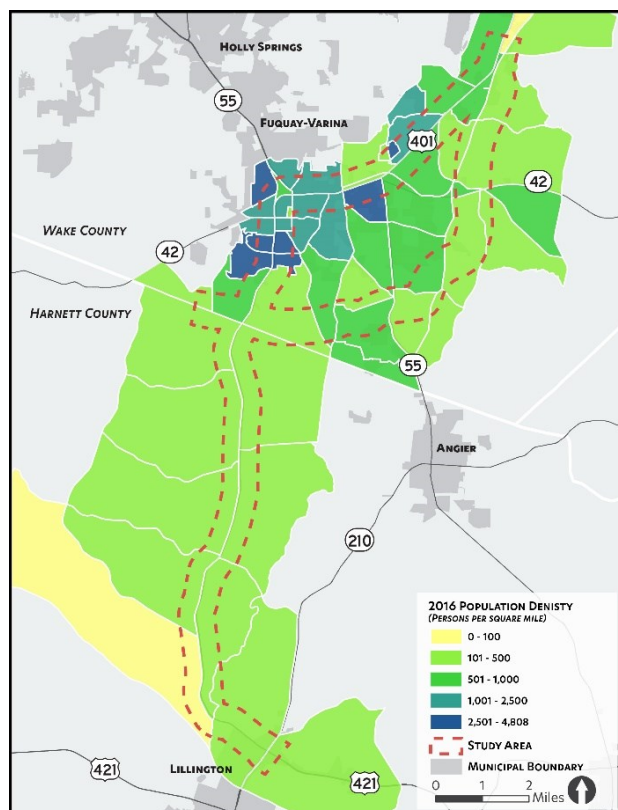 HOLLY SPRINGS
55
FUQUAY-VARINA
401
42
WAKE COUNTY
42
HARNETT COUNTY
55
ANGIER
210
2016 POPULATION DENISTY
(PERSONS PER SQUARE MILE)
0 - 100
101 - 500
501 - 1,000
1,001 - 2,500
2,501 - 4,808
STUDY AREA
MUNICIPAL BOUNDARY
421
LILLINGTON
421
0 1 2
Miles